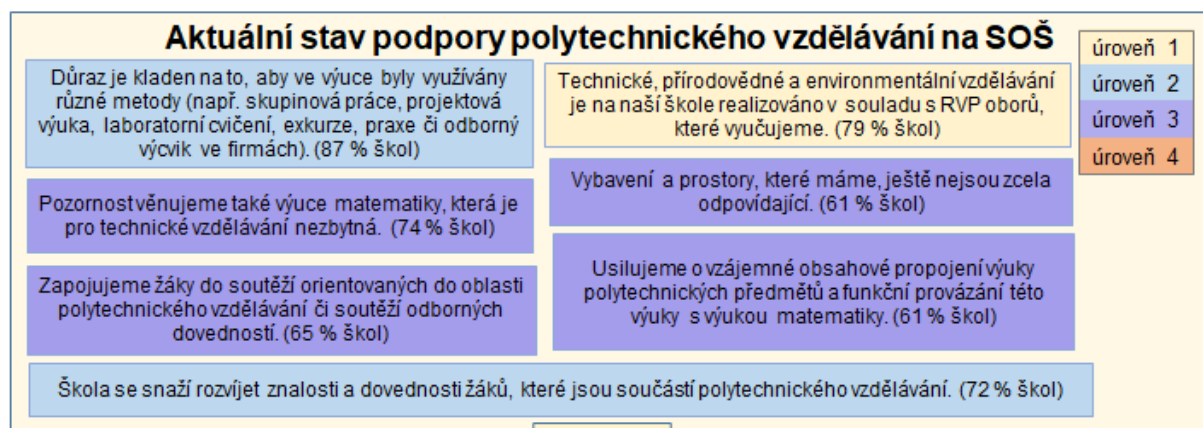 Aktuální stav podpory polytechnického vzdělávání na SOŠ
úroveň 1
úroveň 2
úroveň 3
úroveň 4
Důraz je kladen na to, aby ve výuce byly využívány
různé metody (např. skupinová práce, projektová
výuka, laboratorní cvičení, exkurze, praxe či odborný
výcvik ve firmách). (87 % škol)
Technické, přírodovědné a environmentální vzdělávání
je na naší škole realizováno v souladu s RVP oborů,
které vyučujeme. (79 % škol)
Pozornost věnujeme také výuce matematiky, která je
pro technické vzdělávání nezbytná. (74 % škol)
Vybavení a prostory, které máme, ještě nejsou zcela
odpovídající. (61 % škol)
Zapojujeme žáky do soutěží orientovaných do oblasti
polytechnického vzdělávání či soutěží odborných
dovedností. (65 % škol)
Usilujeme o vzájemné obsahové propojení výuky
polytechnických předmětů a funkční provázání této
výuky s výukou matematiky. (61 % škol)
Škola se snaží rozvíjet znalosti a dovednosti žáků, které jsou součástí polytechnického vzdělávání. (72 % škol)